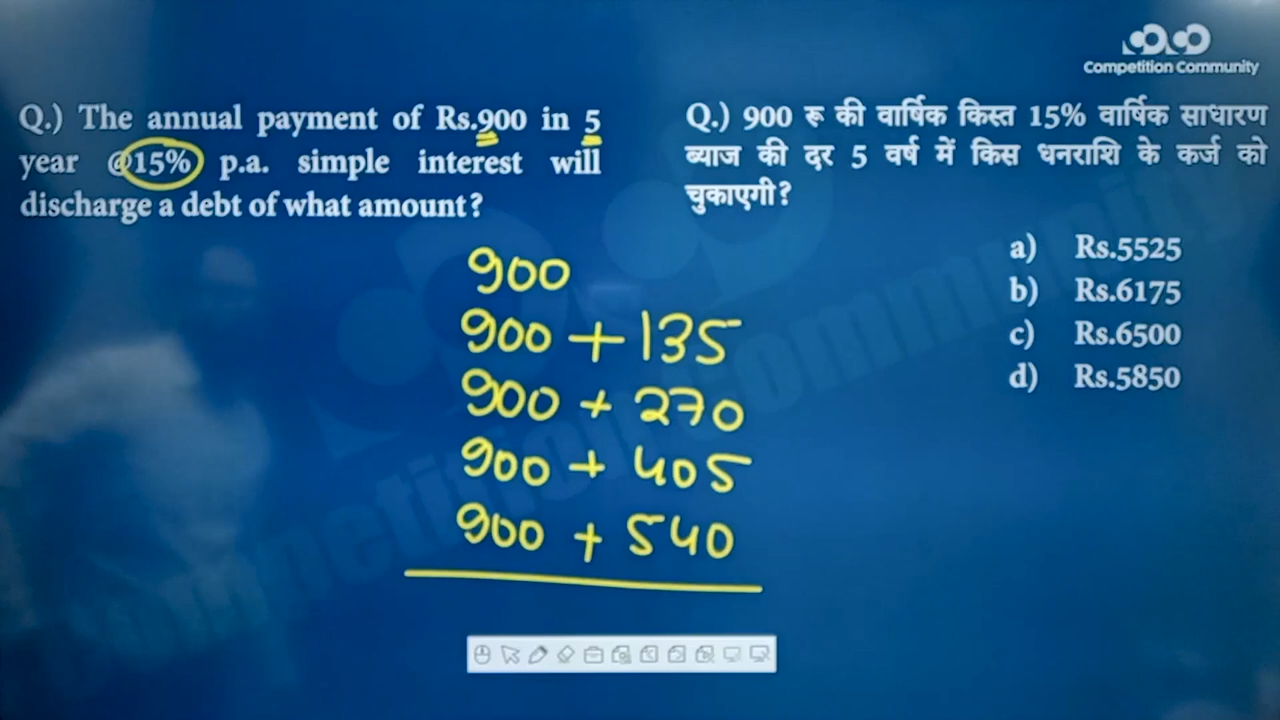 Competition Community
Q.) The annual payment of Rs.900 in 5
year @15% p.a. simple interest will
discharge a debt of what amount?
Q.) 900 रू की वार्षिक किस्त 15% वार्षिक साधारण
ब्याज की दर 5 वर्ष में किस धनराशि के कर्ज को
चुकाएगी?
a) Rs.5525
b) Rs.6175
c) Rs.6500
d) Rs.5850
900
900 + 135
900 + 270
900 + 405
900 + 540
Competition Community